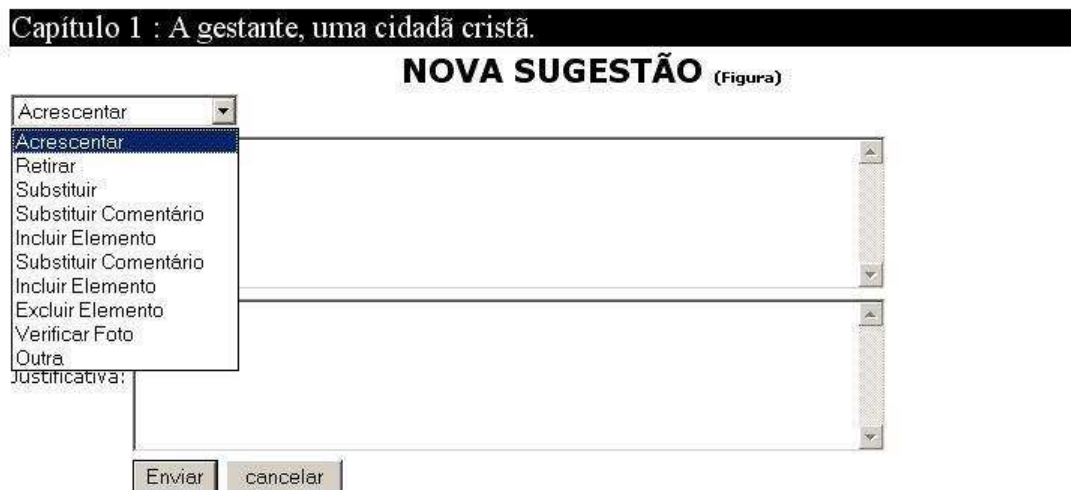 Capítulo 1 : A gestante, uma cidadã cristã.
NOVA SUGESTÃO (Figura)
Acrescentar
Acrescentar
Retirar
Substituir
Substituir Comentário
Incluir Elemento
Substituir Comentário
Incluir Elemento
Excluir Elemento
Verificar Foto
Outra
Justificativa:
Enviar cancelar